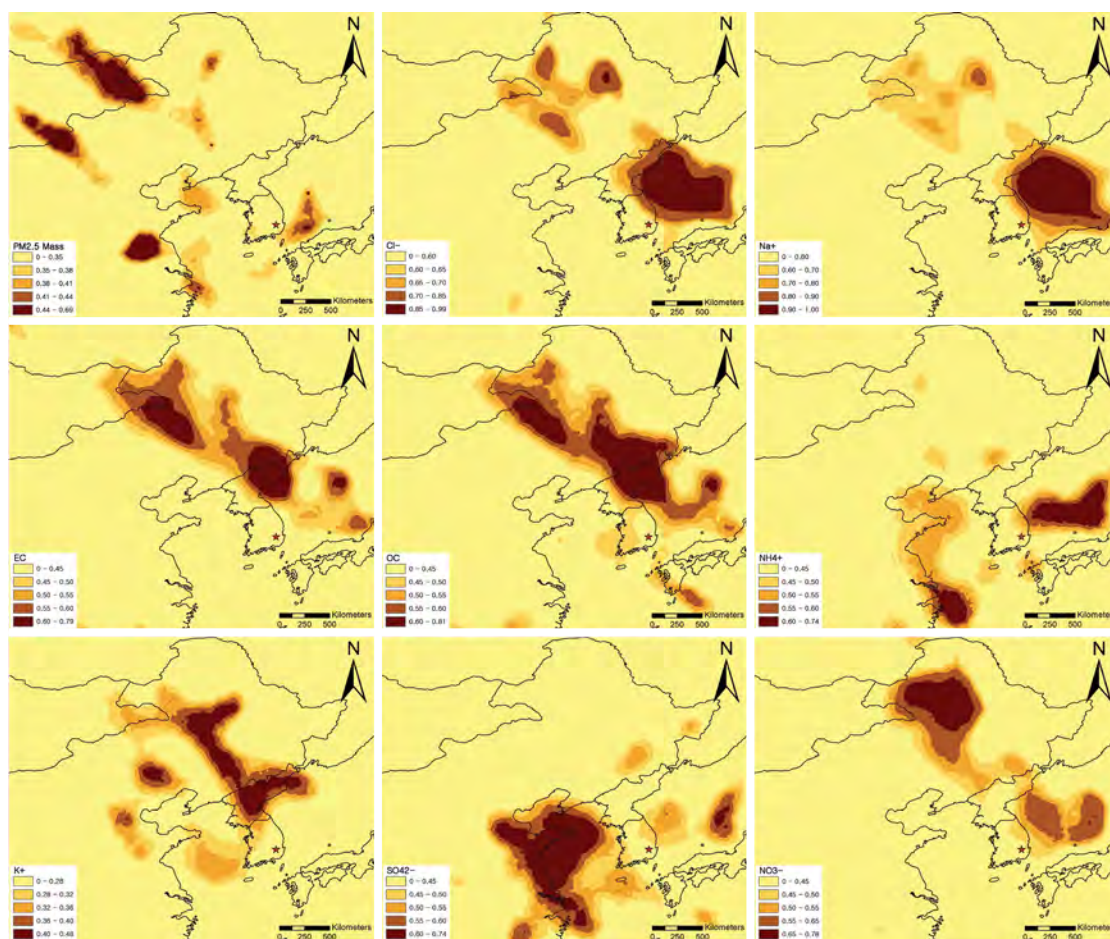 N
PM2.5 Mass
0 - 0.35
0.35 - 0.38
0.38 - 0.41
0.41 - 0.44
0.44 - 0.69
Kilometers
0 250 500
N
Cl-
0 - 0.60
0.60 - 0.65
0.65 - 0.70
0.70 - 0.85
0.85 - 0.99
Kilometers
0 250 500
N
Na+
0 - 0.60
0.60 - 0.70
0.70 - 0.80
0.80 - 0.90
0.90 - 1.00
Kilometers
0 250 500
N
EC
0 - 0.45
0.45 - 0.50
0.50 - 0.55
0.55 - 0.60
0.60 - 0.79
Kilometers
0 250 500
N
OC
0 - 0.45
0.45 - 0.50
0.50 - 0.55
0.55 - 0.60
0.60 - 0.81
Kilometers
0 250 500
N
NH4+
0 - 0.45
0.45 - 0.50
0.50 - 0.55
0.55 - 0.60
0.60 - 0.74
Kilometers
0 250 500
N
K+
0 - 0.28
0.28 - 0.32
0.32 - 0.36
0.36 - 0.40
0.40 - 0.48
Kilometers
0 250 500
N
SO42-
0 - 0.45
0.45 - 0.50
0.50 - 0.55
0.55 - 0.60
0.60 - 0.74
Kilometers
0 250 500
N
NO3-
0 - 0.45
0.45 - 0.50
0.50 - 0.55
0.55 - 0.65
0.65 - 0.78
Kilometers
0 250 500